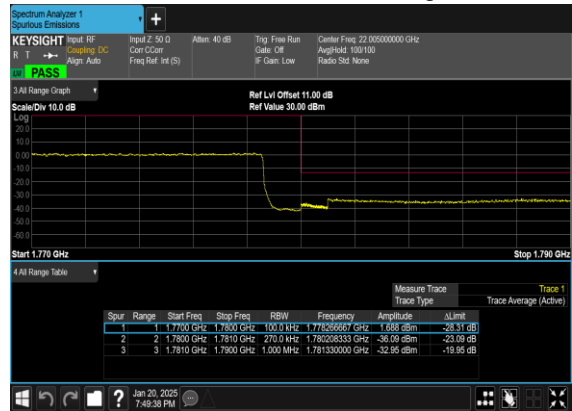 Spectrum Analyzer 1
Spurious Emissions
+
KEYSIGHT Input: RF Input Z: 50 Ω Atten: 40 dB Trig: Free Run Center Freq: 22.005000000 GHz
R T Coupling: DC Corr CCorr Gate: Off Avg|Hold: 100/100
Align: Auto Freq Ref: Int (S) IF Gain: Low Radio Std: None
PASS
3 All Range Graph
Ref Lvl Offset 11.00 dB
Scale/Div 10.0 dB Ref Value 30.00 dBm
Log
20.0
10.0
0.00
-10.0
-20.0
-30.0
-40.0
-50.0
-60.0
Start 1.770 GHz Stop 1.790 GHz
4 All Range Table
Measure Trace Trace 1
Trace Type Trace Average (Active)
Spur Range Start Freq Stop Freq RBW Frequency Amplitude ΔLimit
1 1 1.7700 GHz 1.7800 GHz 100.0 kHz 1.778266667 GHz 1.688 dBm -28.31 dB
2 2 1.7800 GHz 1.7810 GHz 270.0 kHz 1.780208333 GHz -36.09 dBm -23.09 dB
3 3 1.7810 GHz 1.7900 GHz 1.000 MHz 1.781330000 GHz -32.95 dBm -19.95 dB
? Jan 20, 2025
7:49:38 PM